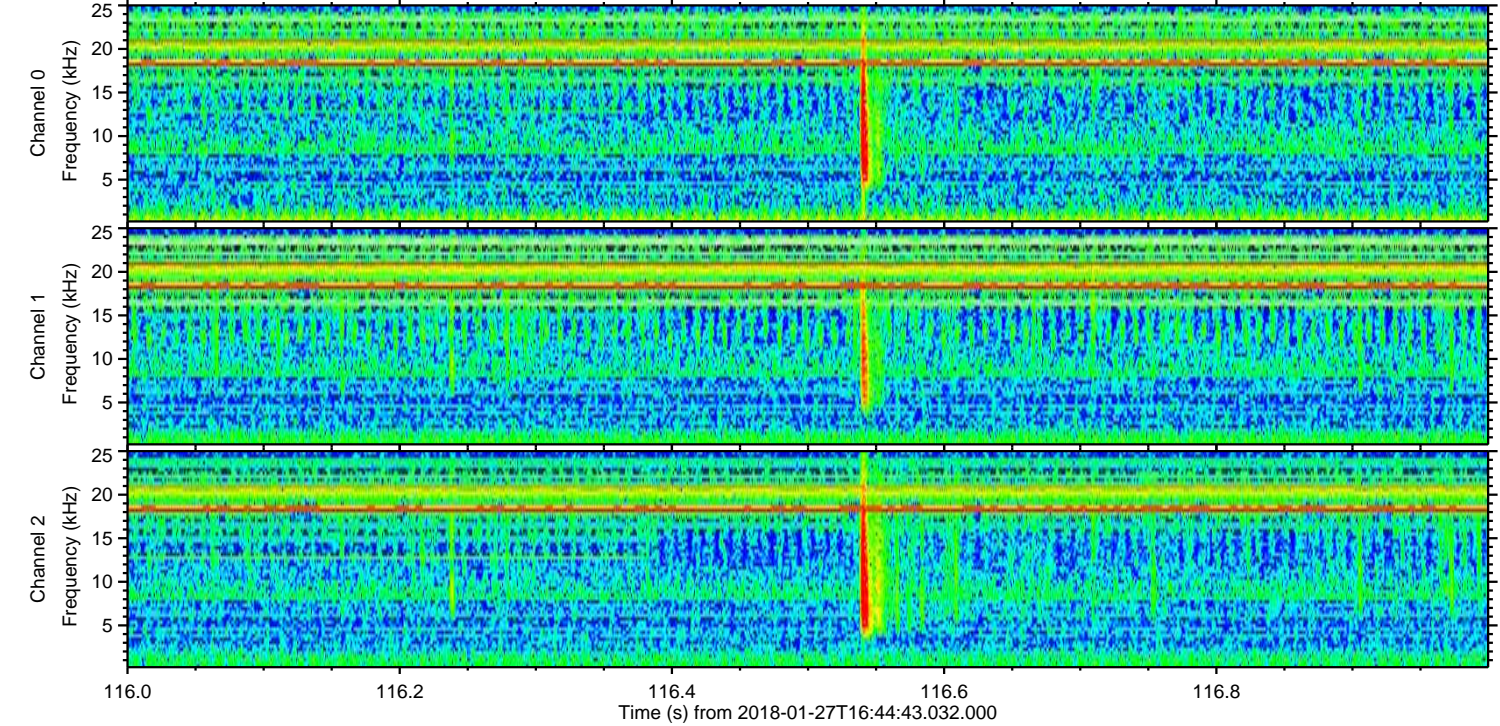 25
20
15
10
5
Channel 0
Frequency (kHz)
25
20
15
10
5
Channel 1
Frequency (kHz)
25
20
15
10
5
Channel 2
Frequency (kHz)
116.0 116.2 116.4 116.6 116.8
Time (s) from 2018-01-27T16:44:43.032.000